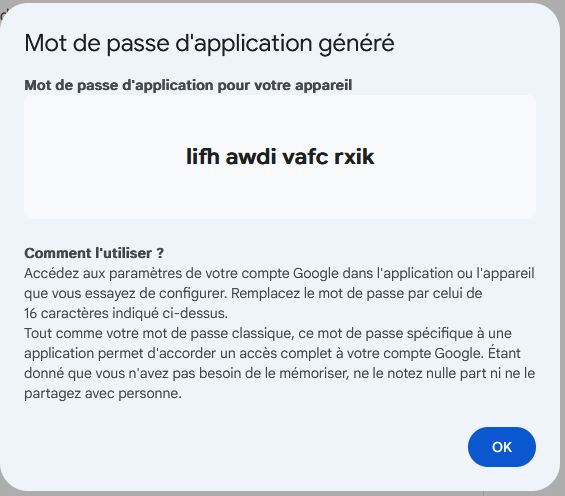 Mot de passe d'application généré
Mot de passe d'application pour votre appareil
lifh awdi vafc rxik
Comment l'utiliser ?
Accédez aux paramètres de votre compte Google dans l'application ou l'appareil
que vous essayez de configurer. Remplacez le mot de passe par celui de
16 caractères indiqué ci-dessus.
Tout comme votre mot de passe classique, ce mot de passe spécifique à une
application permet d'accorder un accès complet à votre compte Google. Étant
donné que vous n'avez pas besoin de le mémoriser, ne le notez nulle part ni ne le
partagez avec personne.
OK